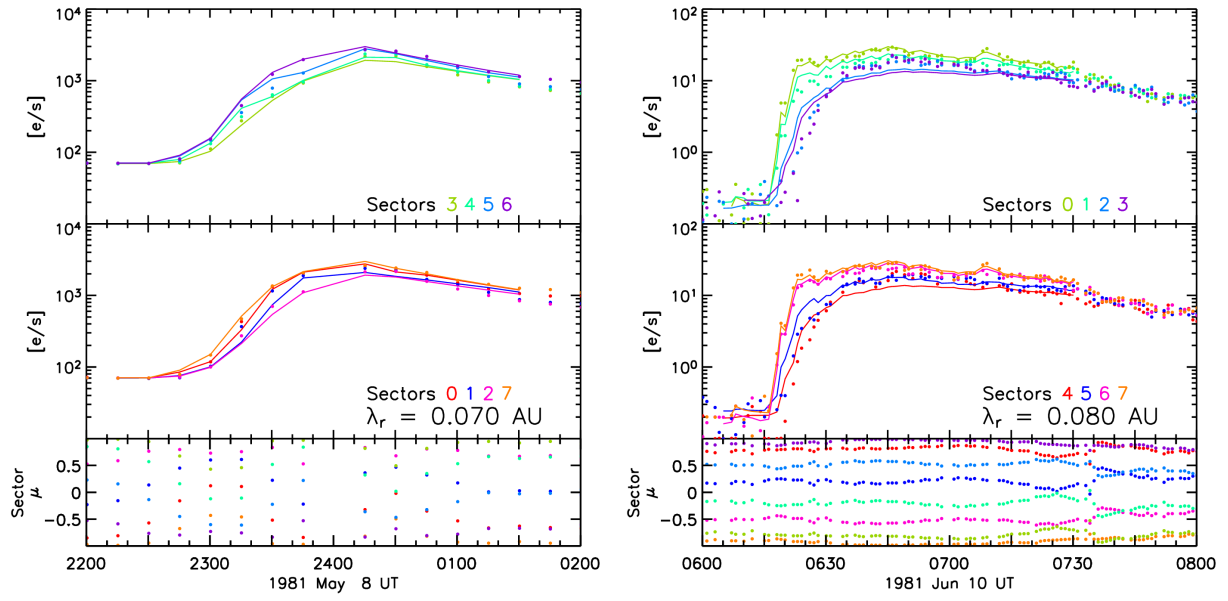 10⁴
10³
10²
10¹
[e/s]
Sectors 3 4 5 6
10⁴
10³
10²
[e/s]
Sectors 0 1 2 7
λr = 0.070 AU
0.5
0
−0.5
Sector
μ
2200 2300 2400 0100 0200
1981 May 8 UT
10²
10¹
10⁰
[e/s]
Sectors 0 1 2 3
10²
10¹
10⁰
[e/s]
Sectors 4 5 6 7
λr = 0.080 AU
0.5
0
−0.5
Sector
μ
0600 0630 0700 0730 0800
1981 Jun 10 UT